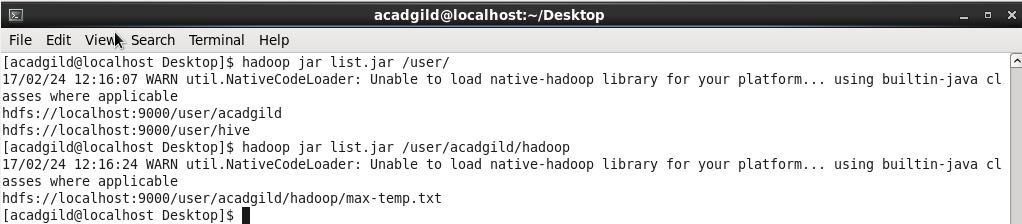 acadgild@localhost:~/Desktop
File Edit View Search Terminal Help
[acadgild@localhost Desktop]$ hadoop jar list.jar /user/
17/02/24 12:16:07 WARN util.NativeCodeLoader: Unable to load native-hadoop library for your platform... using builtin-java cl
asses where applicable
hdfs://localhost:9000/user/acadgild
hdfs://localhost:9000/user/hive
[acadgild@localhost Desktop]$ hadoop jar list.jar /user/acadgild/hadoop
17/02/24 12:16:24 WARN util.NativeCodeLoader: Unable to load native-hadoop library for your platform... using builtin-java cl
asses where applicable
hdfs://localhost:9000/user/acadgild/hadoop/max-temp.txt
[acadgild@localhost Desktop]$